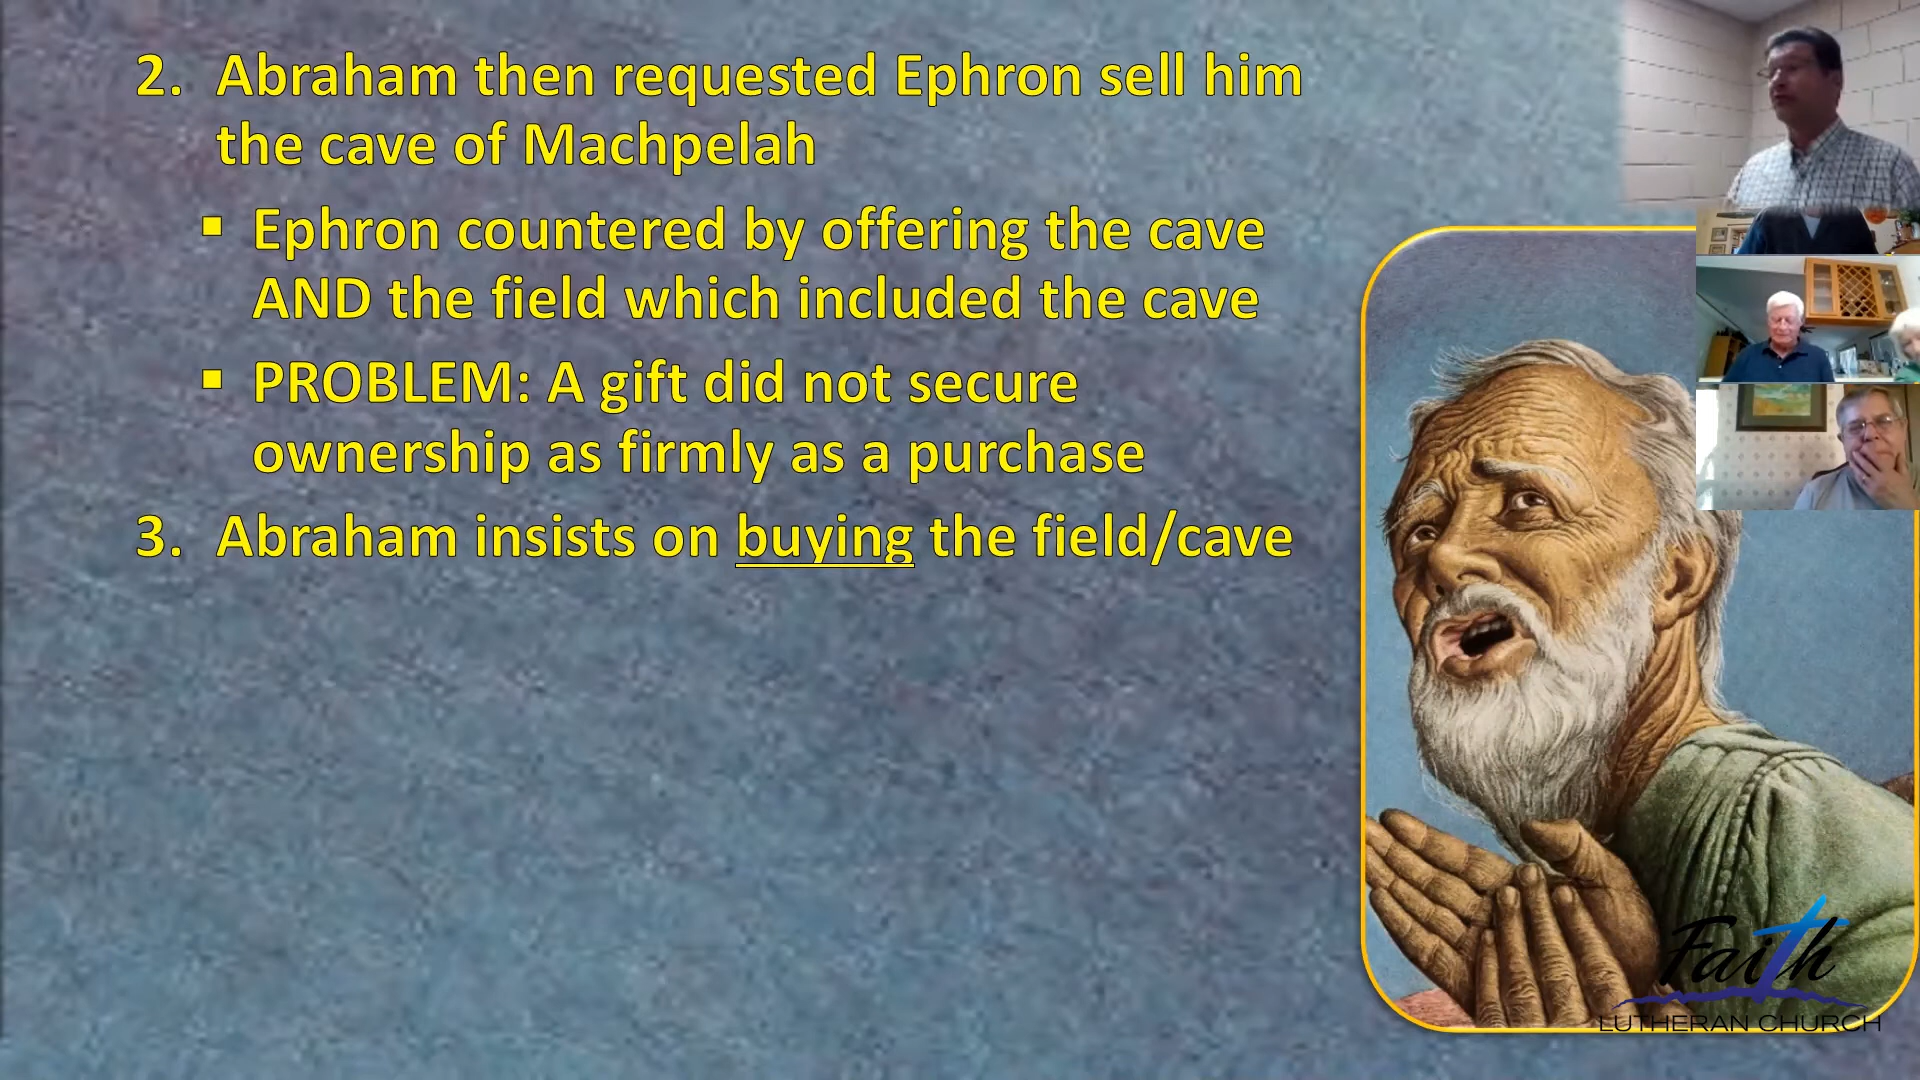 2. Abraham then requested Ephron sell him
the cave of Machpelah
▪ Ephron countered by offering the cave
AND the field which included the cave
▪ PROBLEM: A gift did not secure
ownership as firmly as a purchase
3. Abraham insists on buying the field/cave
Faith
LUTHERAN CHURCH